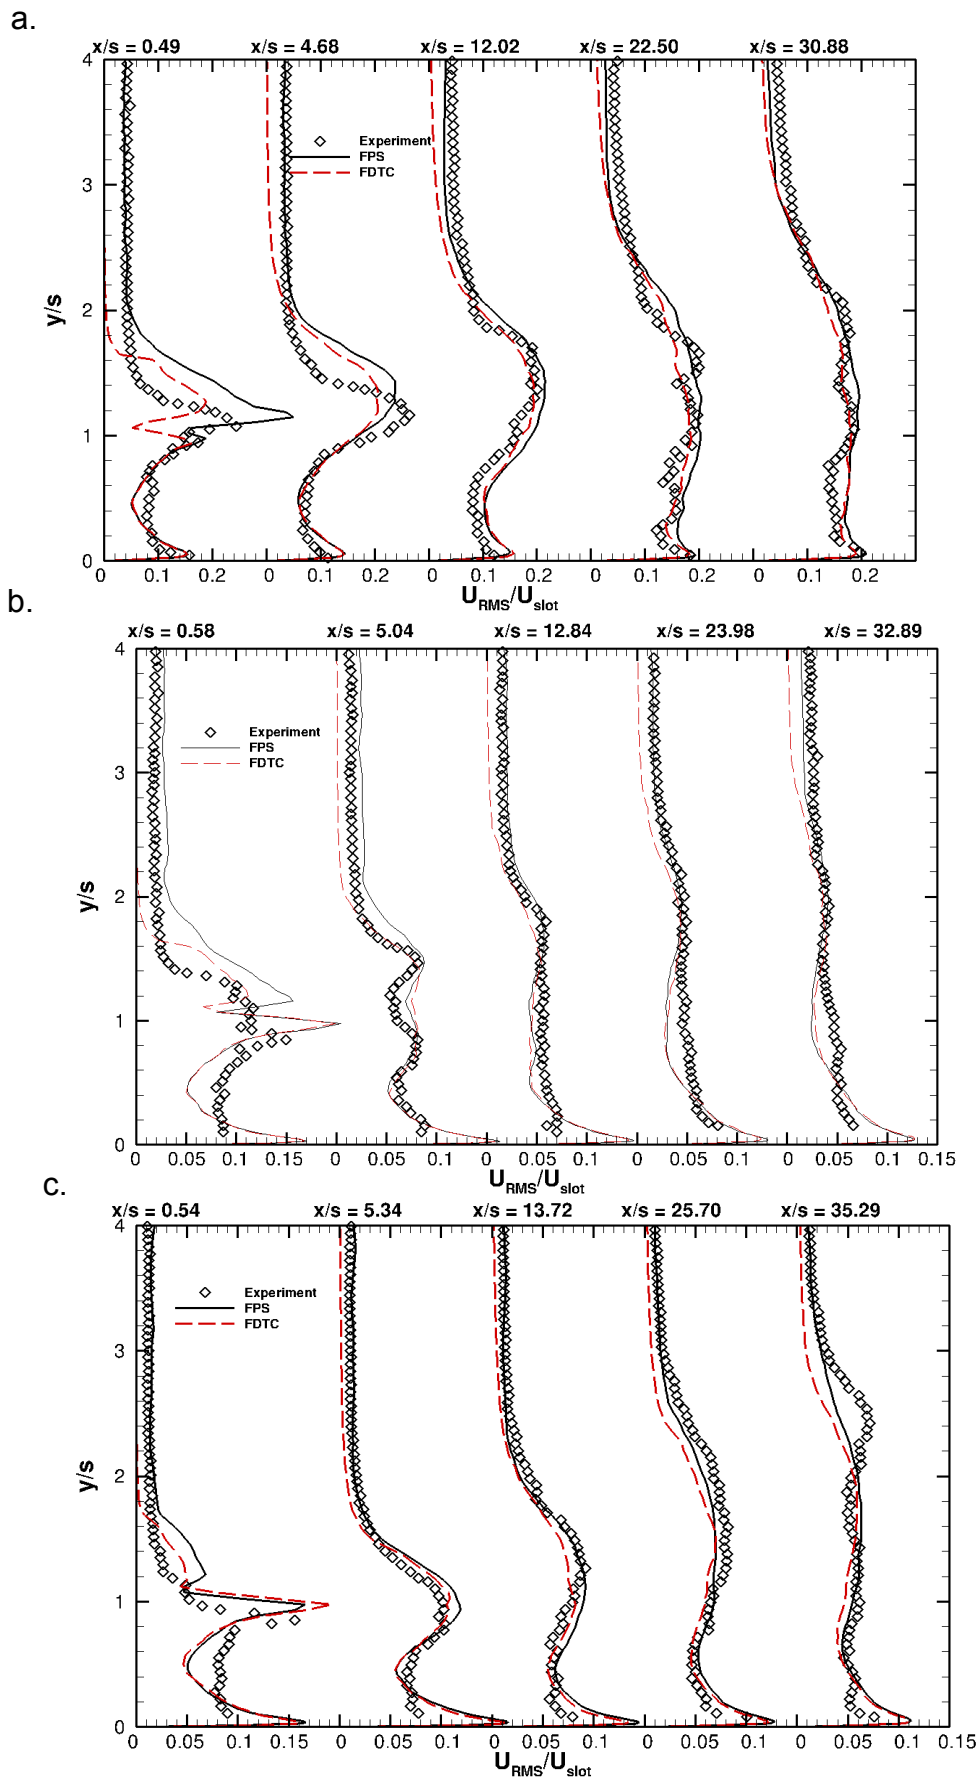 a.
x/s = 0.49 x/s = 4.68 x/s = 12.02 x/s = 22.50 x/s = 30.88
4
Experiment
FPS
FDTC
3
y/s
2
1
0
0 0.1 0.2 0 0.1 0.2 0 0.1 0.2 0 0.1 0.2 0 0.1 0.2
U_RMS/U_slot
b.
x/s = 0.58 x/s = 5.04 x/s = 12.84 x/s = 23.98 x/s = 32.89
4
Experiment
FPS
FDTC
3
y/s
2
1
0
0 0.05 0.1 0 0.05 0.1 0 0.05 0.1 0 0.05 0.1 0 0.05 0.1 0.15
U_RMS/U_slot
c.
x/s = 0.54 x/s = 5.34 x/s = 13.72 x/s = 25.70 x/s = 35.29
4
Experiment
FPS
FDTC
3
y/s
2
1
0
0 0.05 0.1 0.15 0 0.05 0.1 0 0.05 0.1 0 0.05 0.1 0 0.05 0.1 0.15
U_RMS/U_slot